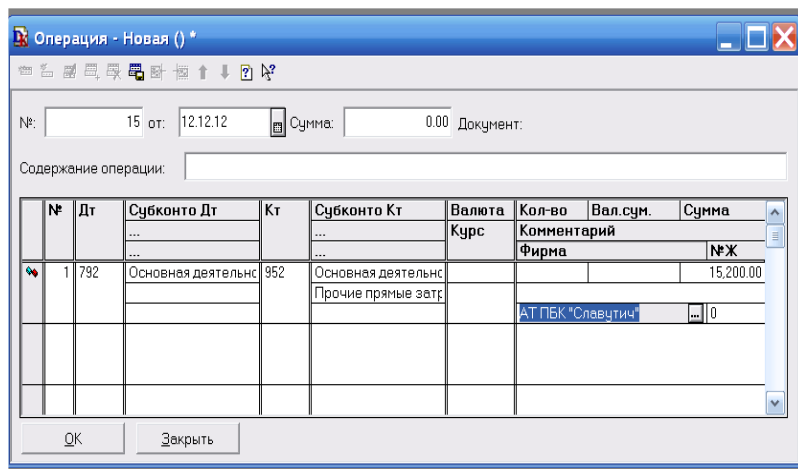 Операция - Новая () *
№: 15 от: 12.12.12 Сумма: 0.00 Документ:
Содержание операции:
№ Дт Субконто Дт Кт Субконто Кт Валюта Кол-во Вал.сум. Сумма
... ... Курс Комментарий
... ... Фирма №Ж
1 792 Основная деятельно 952 Основная деятельно 15,200.00
Прочие прямые затр
АТ ПБК "Славутич" ... 0
OK Закрыть